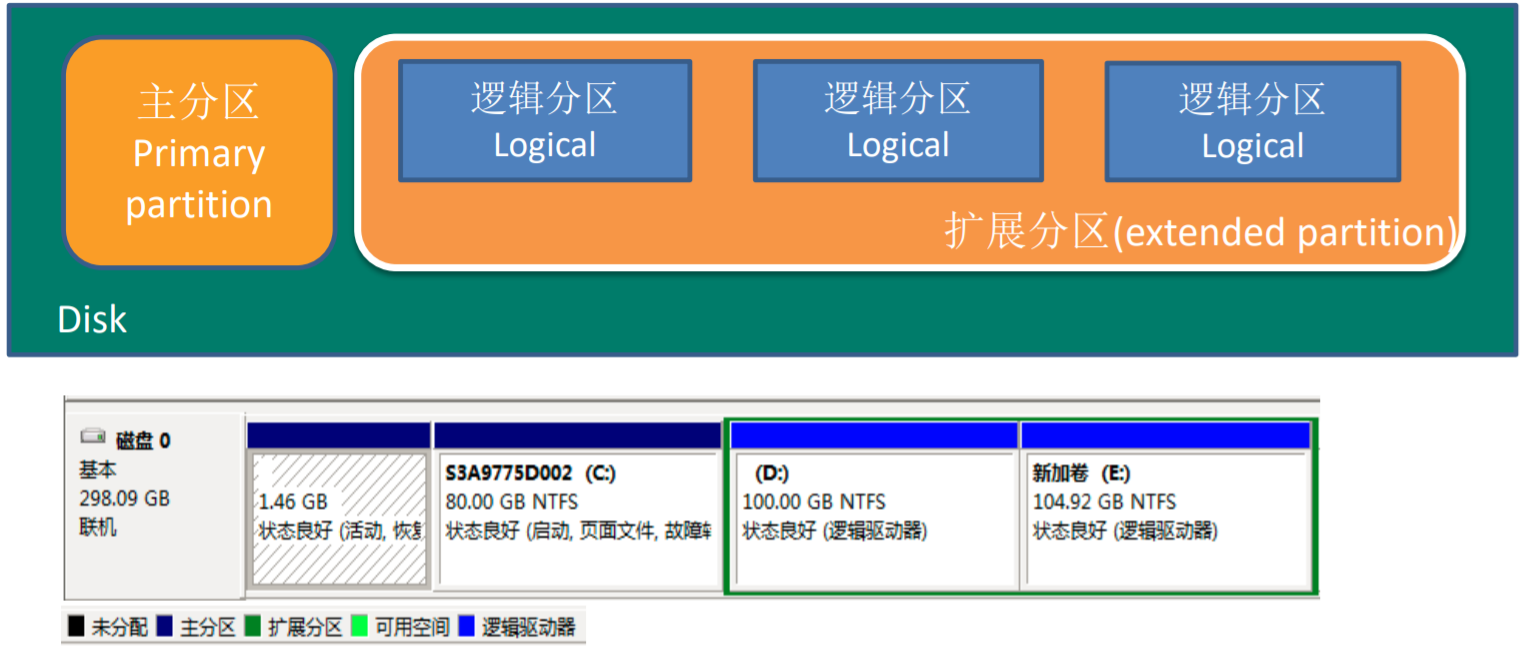 主分区
Primary
partition
逻辑分区
Logical
逻辑分区
Logical
逻辑分区
Logical
扩展分区(extended partition)
Disk
磁盘 0
基本
298.09 GB
联机
1.46 GB
状态良好 (活动, 恢复
S3A9775D002 (C:)
80.00 GB NTFS
状态良好 (启动, 页面文件, 故障转
(D:)
100.00 GB NTFS
状态良好 (逻辑驱动器)
新加卷 (E:)
104.92 GB NTFS
状态良好 (逻辑驱动器)
未分配 主分区 扩展分区 可用空间 逻辑驱动器